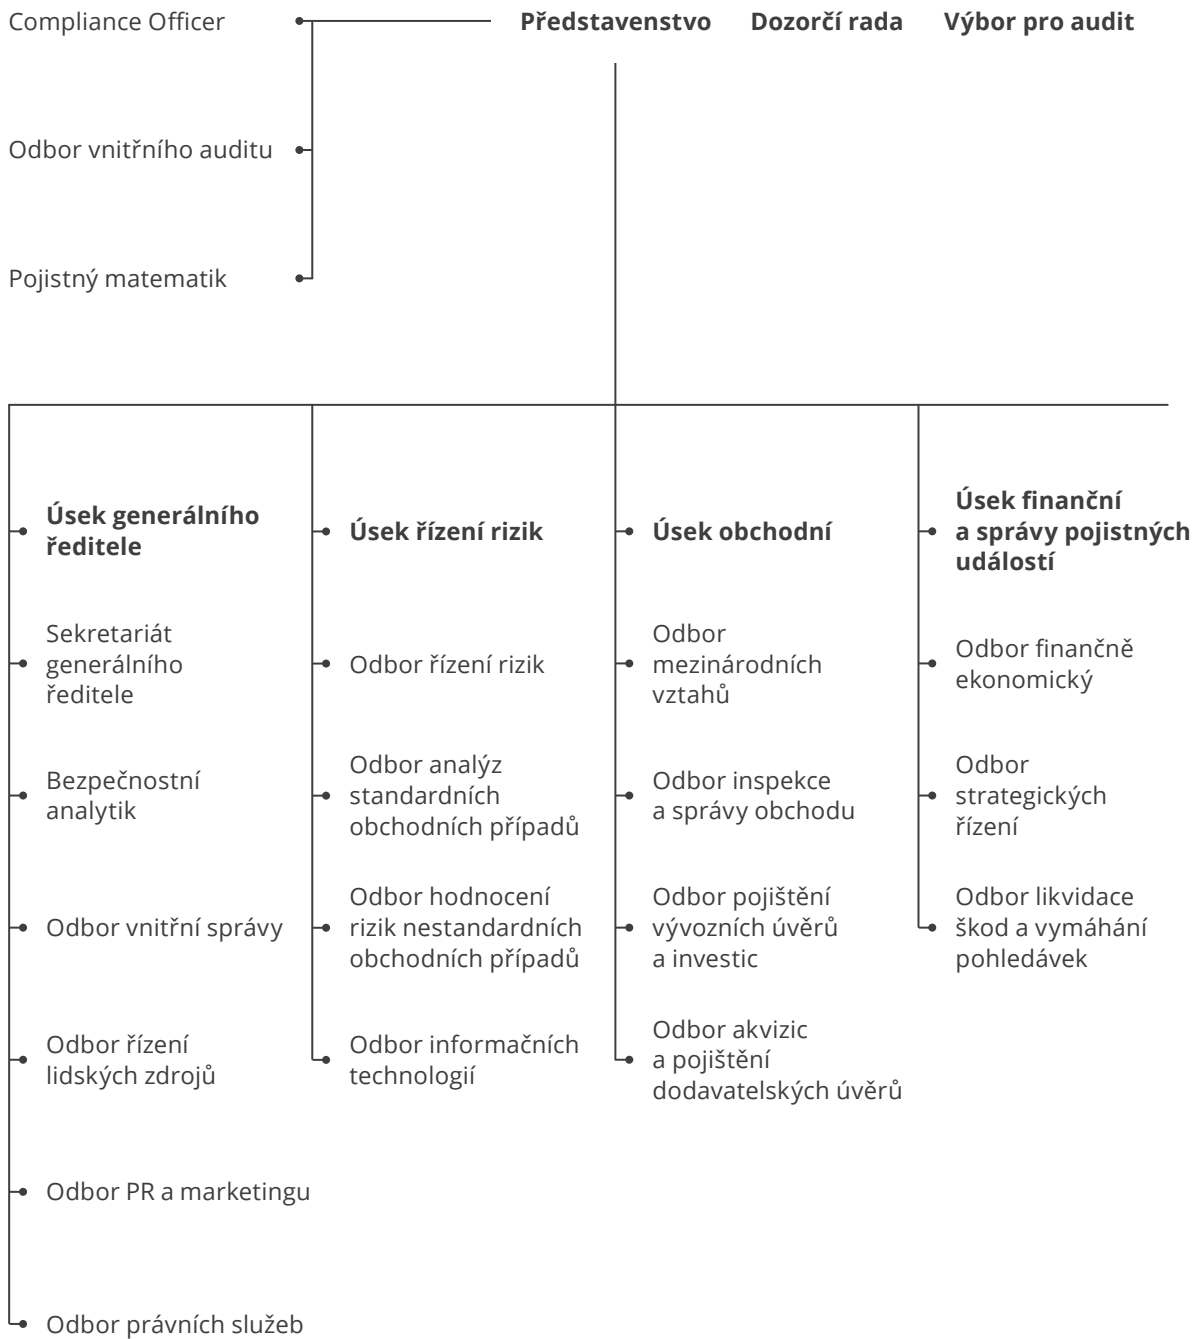 Compliance Officer
Představenstvo
Dozorčí rada
Výbor pro audit
Odbor vnitřního auditu
Pojistný matematik
Úsek generálního
ředitele
Sekretariát
generálního
ředitele
Bezpečnostní
analytik
Odbor vnitřní správy
Odbor řízení
lidských zdrojů
Odbor PR a marketingu
Odbor právních služeb
Úsek řízení rizik
Odbor řízení rizik
Odbor analýz
standardních
obchodních případů
Odbor hodnocení
rizik nestandardních
obchodních případů
Odbor informačních
technologií
Úsek obchodní
Odbor
mezinárodních
vztahů
Odbor inspekce
a správy obchodu
Odbor pojištění
vývozních úvěrů
a investic
Odbor akvizic
a pojištění
dodavatelských úvěrů
Úsek finanční
a správy pojistných
událostí
Odbor finančně
ekonomický
Odbor
strategických
řízení
Odbor likvidace
škod a vymáhání
pohledávek